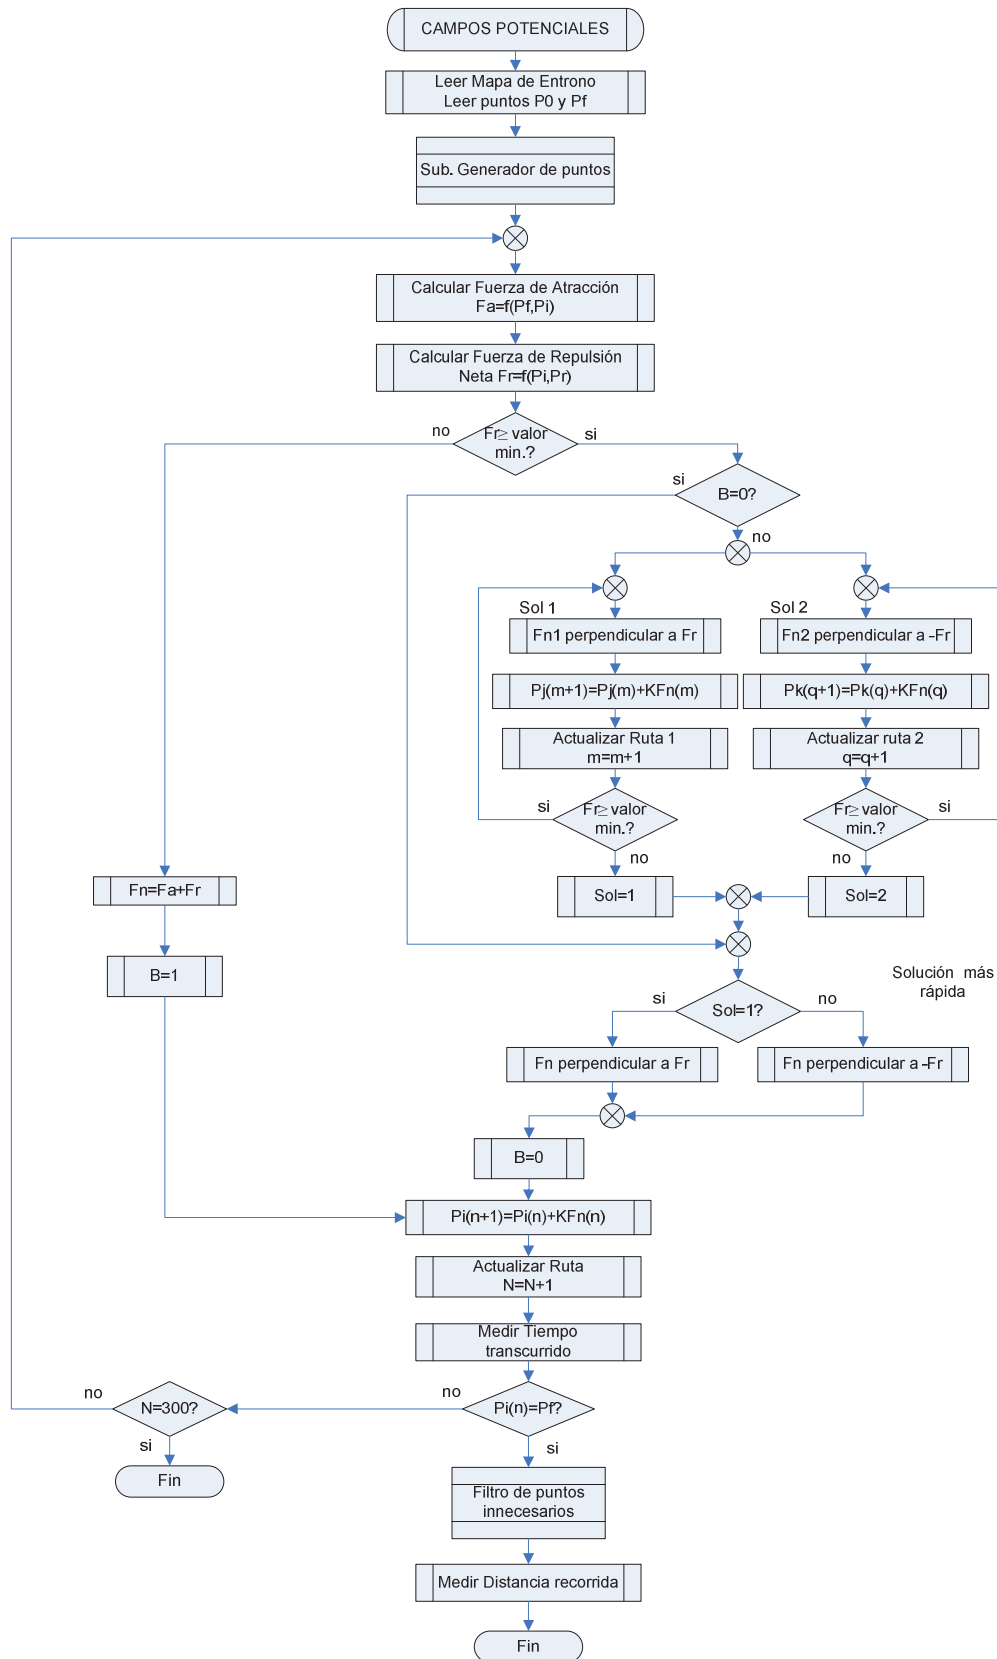 CAMPOS POTENCIALES
Leer Mapa de Entrono
Leer puntos P0 y Pf
Sub. Generador de puntos
Calcular Fuerza de Atracción
Fa=f(Pf,Pi)
Calcular Fuerza de Repulsión
Neta Fr=f(Pi,Pr)
no
Fr≥ valor
min.?
si
si
B=0?
no
Sol 1
Sol 2
Fn1 perpendicular a Fr
Fn2 perpendicular a -Fr
Pj(m+1)=Pj(m)+KFn(m)
Pk(q+1)=Pk(q)+KFn(q)
Actualizar Ruta 1
m=m+1
Actualizar ruta 2
q=q+1
si
Fr≥ valor
min.?
no
Fr≥ valor
min.?
si
no
Fn=Fa+Fr
Sol=1
Sol=2
B=1
Solución más
rápida
si
Sol=1?
no
Fn perpendicular a Fr
Fn perpendicular a -Fr
B=0
Pi(n+1)=Pi(n)+KFn(n)
Actualizar Ruta
N=N+1
Medir Tiempo
transcurrido
no
N=300?
no
Pi(n)=Pf?
si
si
Fin
Filtro de puntos
innecesarios
Medir Distancia recorrida
Fin